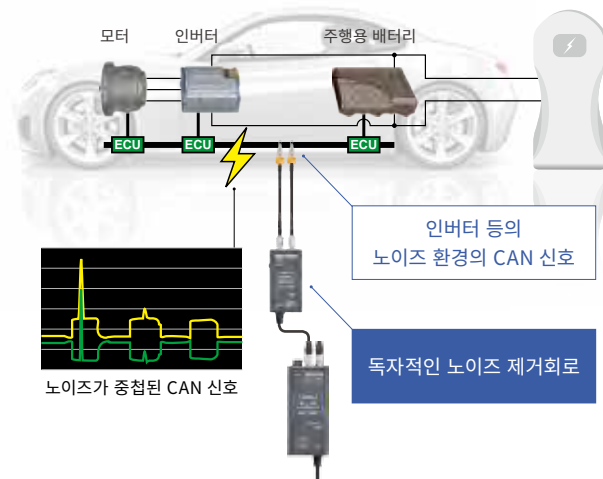 모터
인버터
주행용 배터리
ECU
ECU
ECU
인버터 등의
노이즈 환경의 CAN 신호
독자적인 노이즈 제거회로
노이즈가 중첩된 CAN 신호